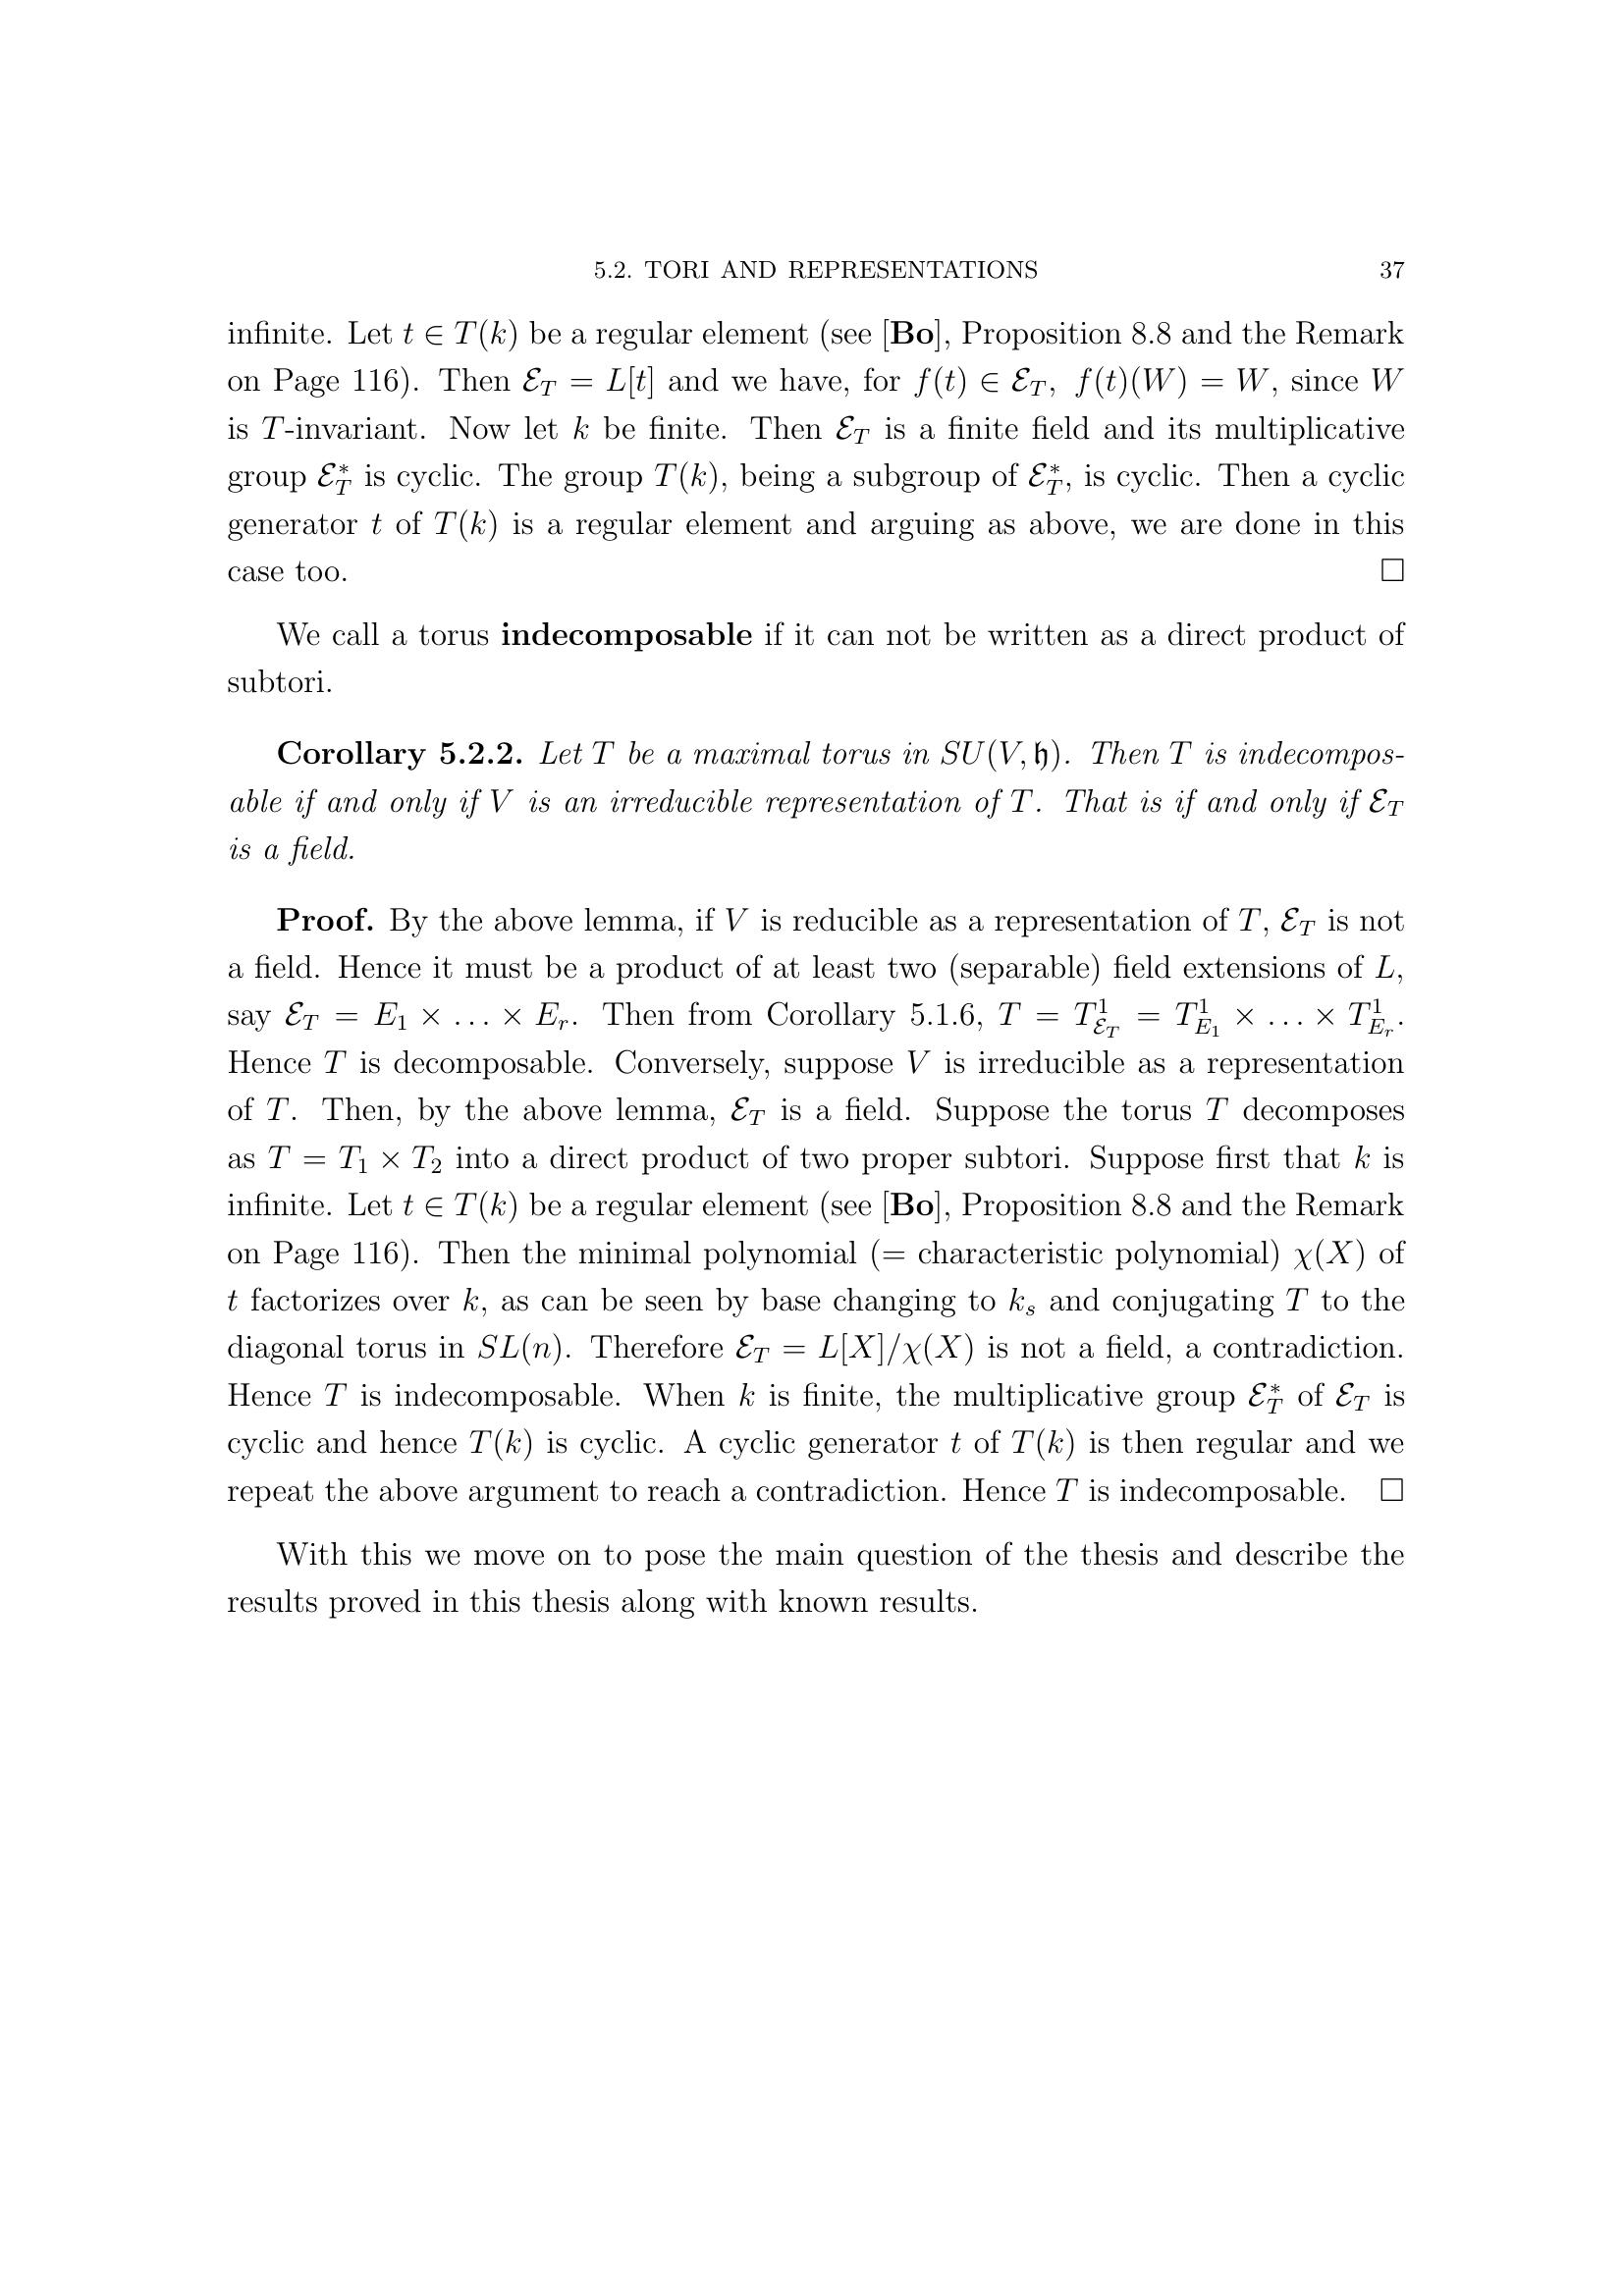 5.2. TORI AND REPRESENTATIONS 37
infinite. Let $t \in T(k)$ be a regular element (see [**Bo**], Proposition 8.8 and the Remark
on Page 116). Then $\mathcal{E}_T = L[t]$ and we have, for $f(t) \in \mathcal{E}_T$, $f(t)(W) = W$, since $W$
is $T$-invariant. Now let $k$ be finite. Then $\mathcal{E}_T$ is a finite field and its multiplicative
group $\mathcal{E}_T^*$ is cyclic. The group $T(k)$, being a subgroup of $\mathcal{E}_T^*$, is cyclic. Then a cyclic
generator $t$ of $T(k)$ is a regular element and arguing as above, we are done in this
case too. □
We call a torus **indecomposable** if it can not be written as a direct product of
subtori.
**Corollary 5.2.2.** *Let $T$ be a maximal torus in $SU(V, \mathfrak{h})$. Then $T$ is indecompos-*
*able if and only if $V$ is an irreducible representation of $T$. That is if and only if $\mathcal{E}_T$*
*is a field.*
**Proof.** By the above lemma, if $V$ is reducible as a representation of $T$, $\mathcal{E}_T$ is not
a field. Hence it must be a product of at least two (separable) field extensions of $L$,
say $\mathcal{E}_T = E_1 \times \ldots \times E_r$. Then from Corollary 5.1.6, $T = T^1_{\mathcal{E}_T} = T^1_{E_1} \times \ldots \times T^1_{E_r}$.
Hence $T$ is decomposable. Conversely, suppose $V$ is irreducible as a representation
of $T$. Then, by the above lemma, $\mathcal{E}_T$ is a field. Suppose the torus $T$ decomposes
as $T = T_1 \times T_2$ into a direct product of two proper subtori. Suppose first that $k$ is
infinite. Let $t \in T(k)$ be a regular element (see [**Bo**], Proposition 8.8 and the Remark
on Page 116). Then the minimal polynomial (= characteristic polynomial) $\chi(X)$ of
$t$ factorizes over $k$, as can be seen by base changing to $k_s$ and conjugating $T$ to the
diagonal torus in $SL(n)$. Therefore $\mathcal{E}_T = L[X]/\chi(X)$ is not a field, a contradiction.
Hence $T$ is indecomposable. When $k$ is finite, the multiplicative group $\mathcal{E}_T^*$ of $\mathcal{E}_T$ is
cyclic and hence $T(k)$ is cyclic. A cyclic generator $t$ of $T(k)$ is then regular and we
repeat the above argument to reach a contradiction. Hence $T$ is indecomposable. □
With this we move on to pose the main question of the thesis and describe the
results proved in this thesis along with known results.